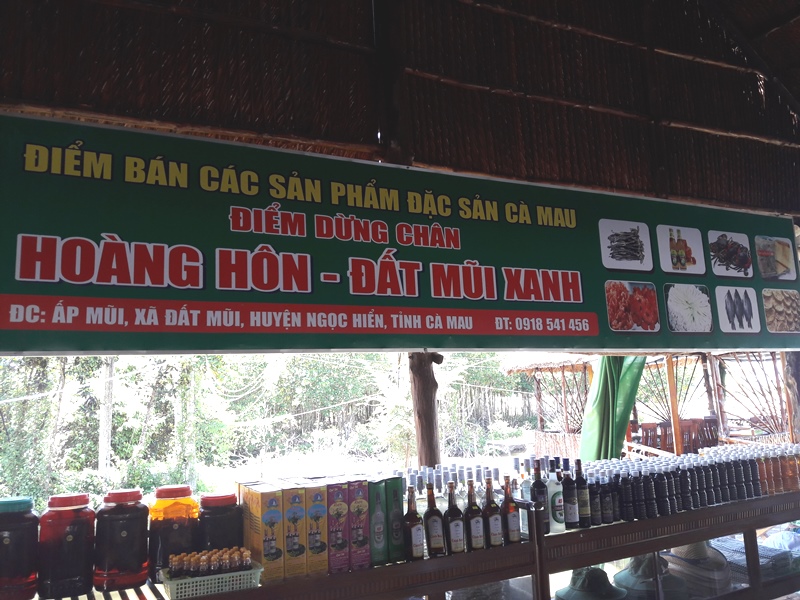 ĐIỂM BÁN CÁC SẢN PHẨM ĐẶC SẢN CÀ MAU
ĐIỂM DỪNG CHÂN
HOÀNG HÔN - ĐẤT MŨI XANH
ĐC: ẤP MŨI, XÃ ĐẤT MŨI, HUYỆN NGỌC HIỂN, TỈNH CÀ MAU ĐT: 0918 541 456